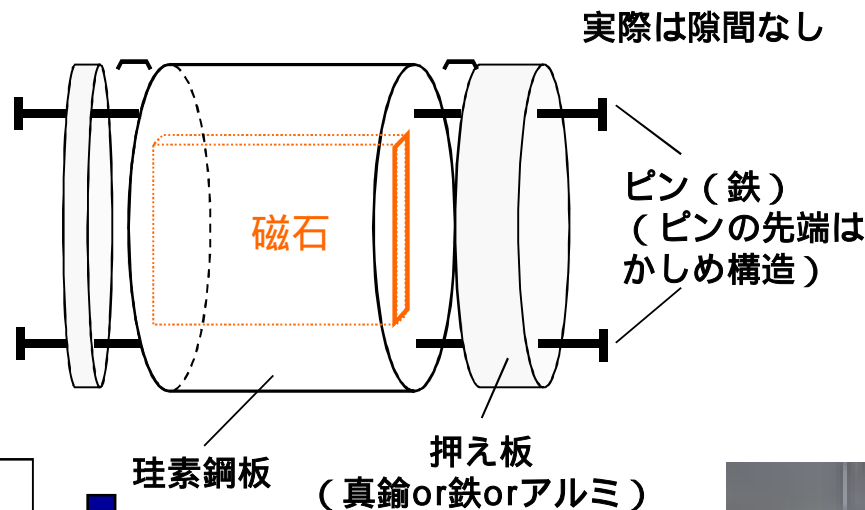 実際は隙間なし
磁石
ピン（鉄）
（ピンの先端は
かしめ構造）
珪素鋼板
押え板
（真鍮or鉄orアルミ）